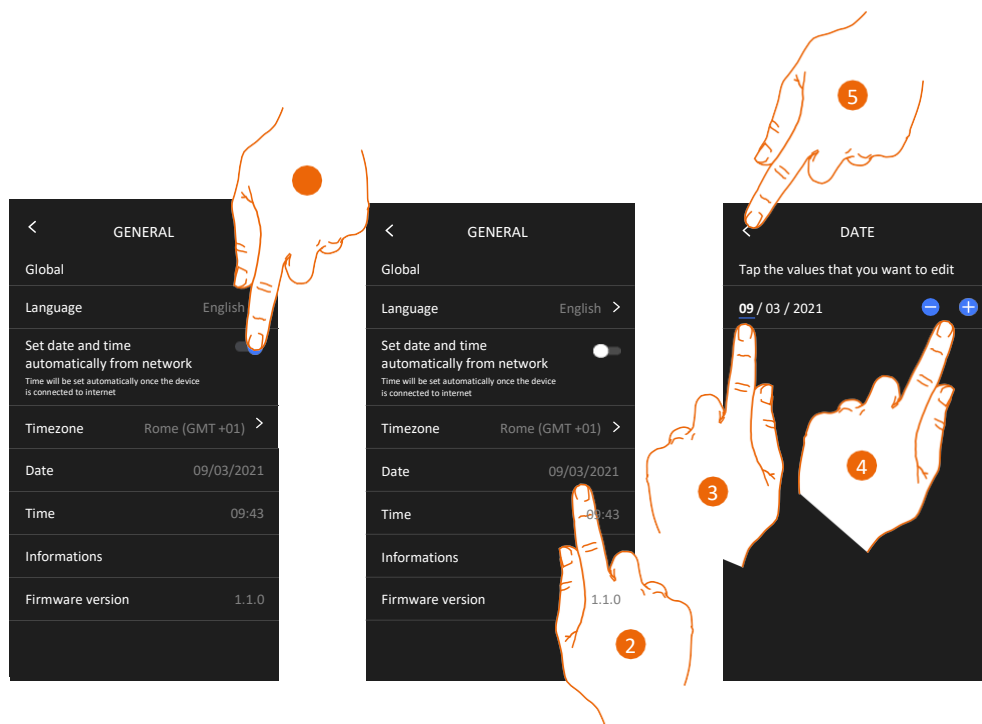 GENERAL
Global
Language English
Set date and time
automatically from network
Time will be set automatically once the device
is connected to internet
Timezone Rome (GMT +01) >
Date 09/03/2021
Time 09:43
Informations
Firmware version 1.1.0
GENERAL
Global
Language English >
Set date and time
automatically from network
Time will be set automatically once the device
is connected to internet
Timezone Rome (GMT +01) >
Date 09/03/2021
Time 09:43
Informations
Firmware version 1.1.0
2
5
DATE
Tap the values that you want to edit
09 / 03 / 2021
3
4